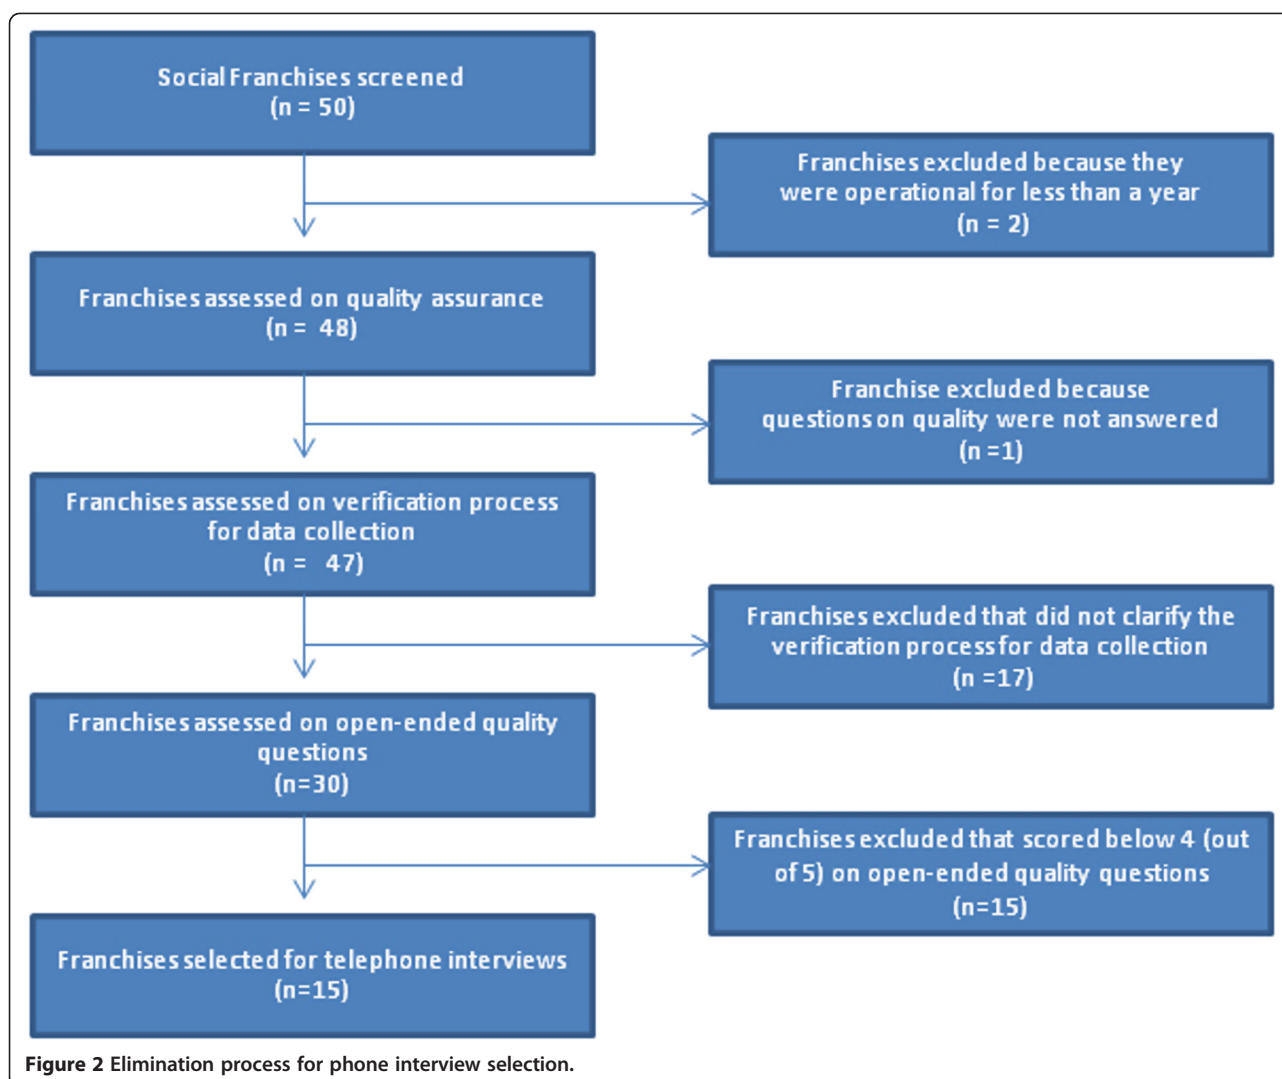 Social Franchises screened
(n = 50)
Franchises excluded because they
were operational for less than a year
(n = 2)
Franchises assessed on quality assurance
(n = 48)
Franchise excluded because
questions on quality were not answered
(n =1)
Franchises assessed on verification process
for data collection
(n = 47)
Franchises excluded that did not clarify the
verification process for data collection
(n =17)
Franchises assessed on open-ended quality
questions
(n=30)
Franchises excluded that scored below 4 (out
of 5) on open-ended quality questions
(n=15)
Franchises selected for telephone interviews
(n=15)
Figure 2 Elimination process for phone interview selection.